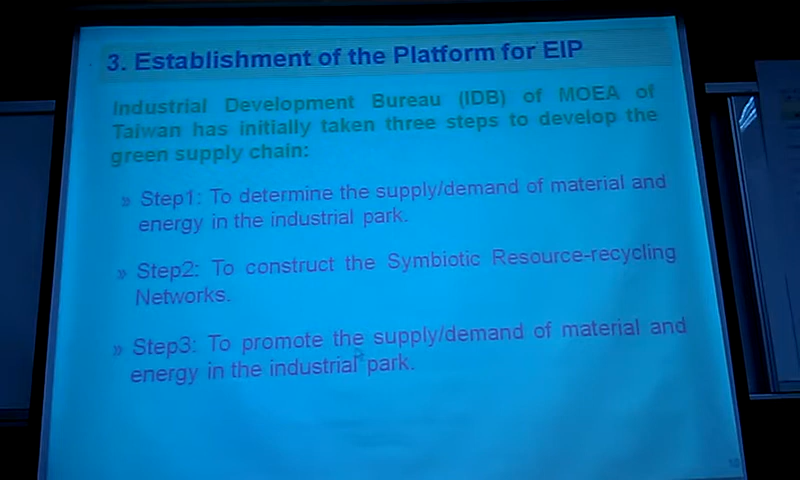 3. Establishment of the Platform for EIP
Industrial Development Bureau (IDB) of MOEA of
Taiwan has initially taken three steps to develop the
green supply chain:
» Step1: To determine the supply/demand of material and
energy in the industrial park.
» Step2: To construct the Symbiotic Resource-recycling
Networks.
» Step3: To promote the supply/demand of material and
energy in the industrial park.